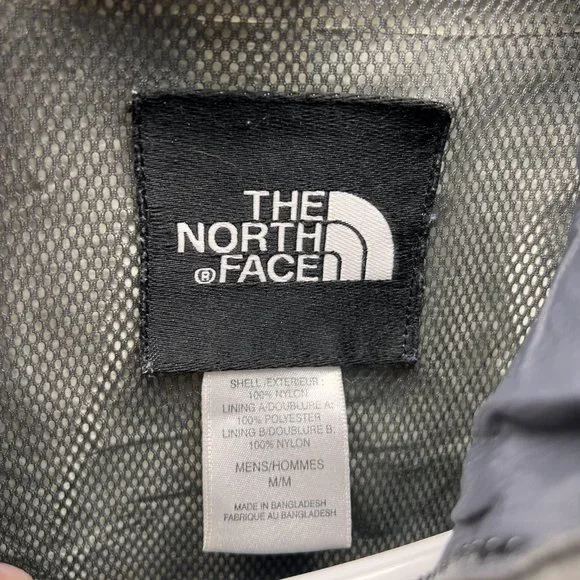 THE
NORTH
® FACE
SHELL /EXTERIEUR :
100% NYLON
LINING A/DOUBLURE A:
100% POLYESTER
LINING B/DOUBLURE B:
100% NYLON
MENS/HOMMES
M/M
MADE IN BANGLADESH
FABRIQUE AU BANGLADESH